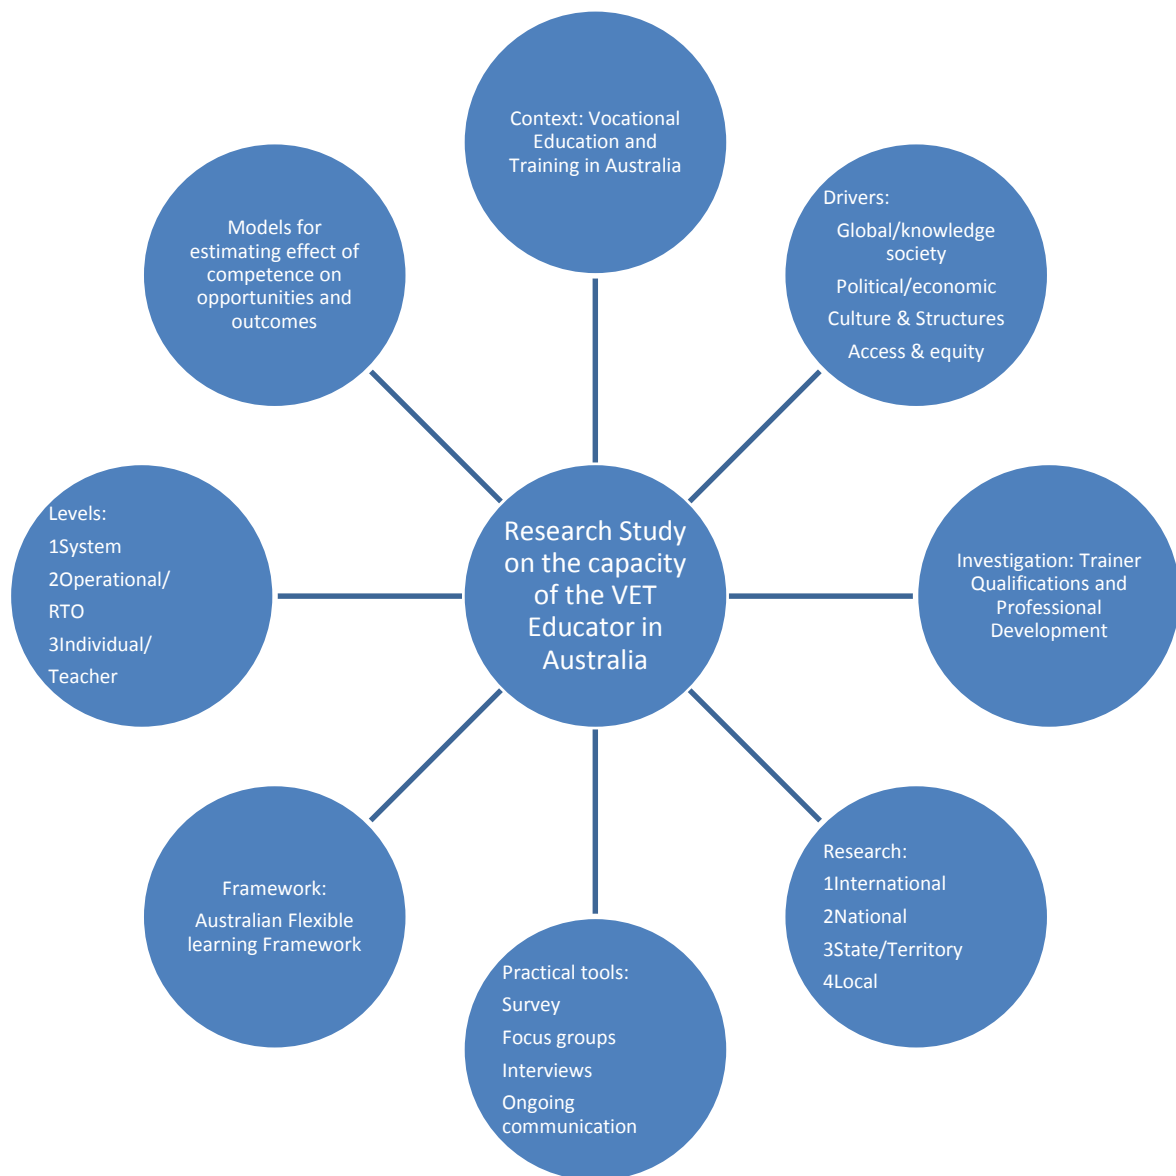 Context: Vocational
Education and
Training in Australia
Drivers:
Global/knowledge
society
Political/economic
Culture & Structures
Access & equity
Investigation: Trainer
Qualifications and
Professional
Development
Research:
1International
2National
3State/Territory
4Local
Practical tools:
Survey
Focus groups
Interviews
Ongoing
communication
Framework:
Australian Flexible
learning Framework
Levels:
1System
2Operational/
RTO
3Individual/
Teacher
Models for
estimating effect of
competence on
opportunities and
outcomes
Research Study
on the capacity
of the VET
Educator in
Australia